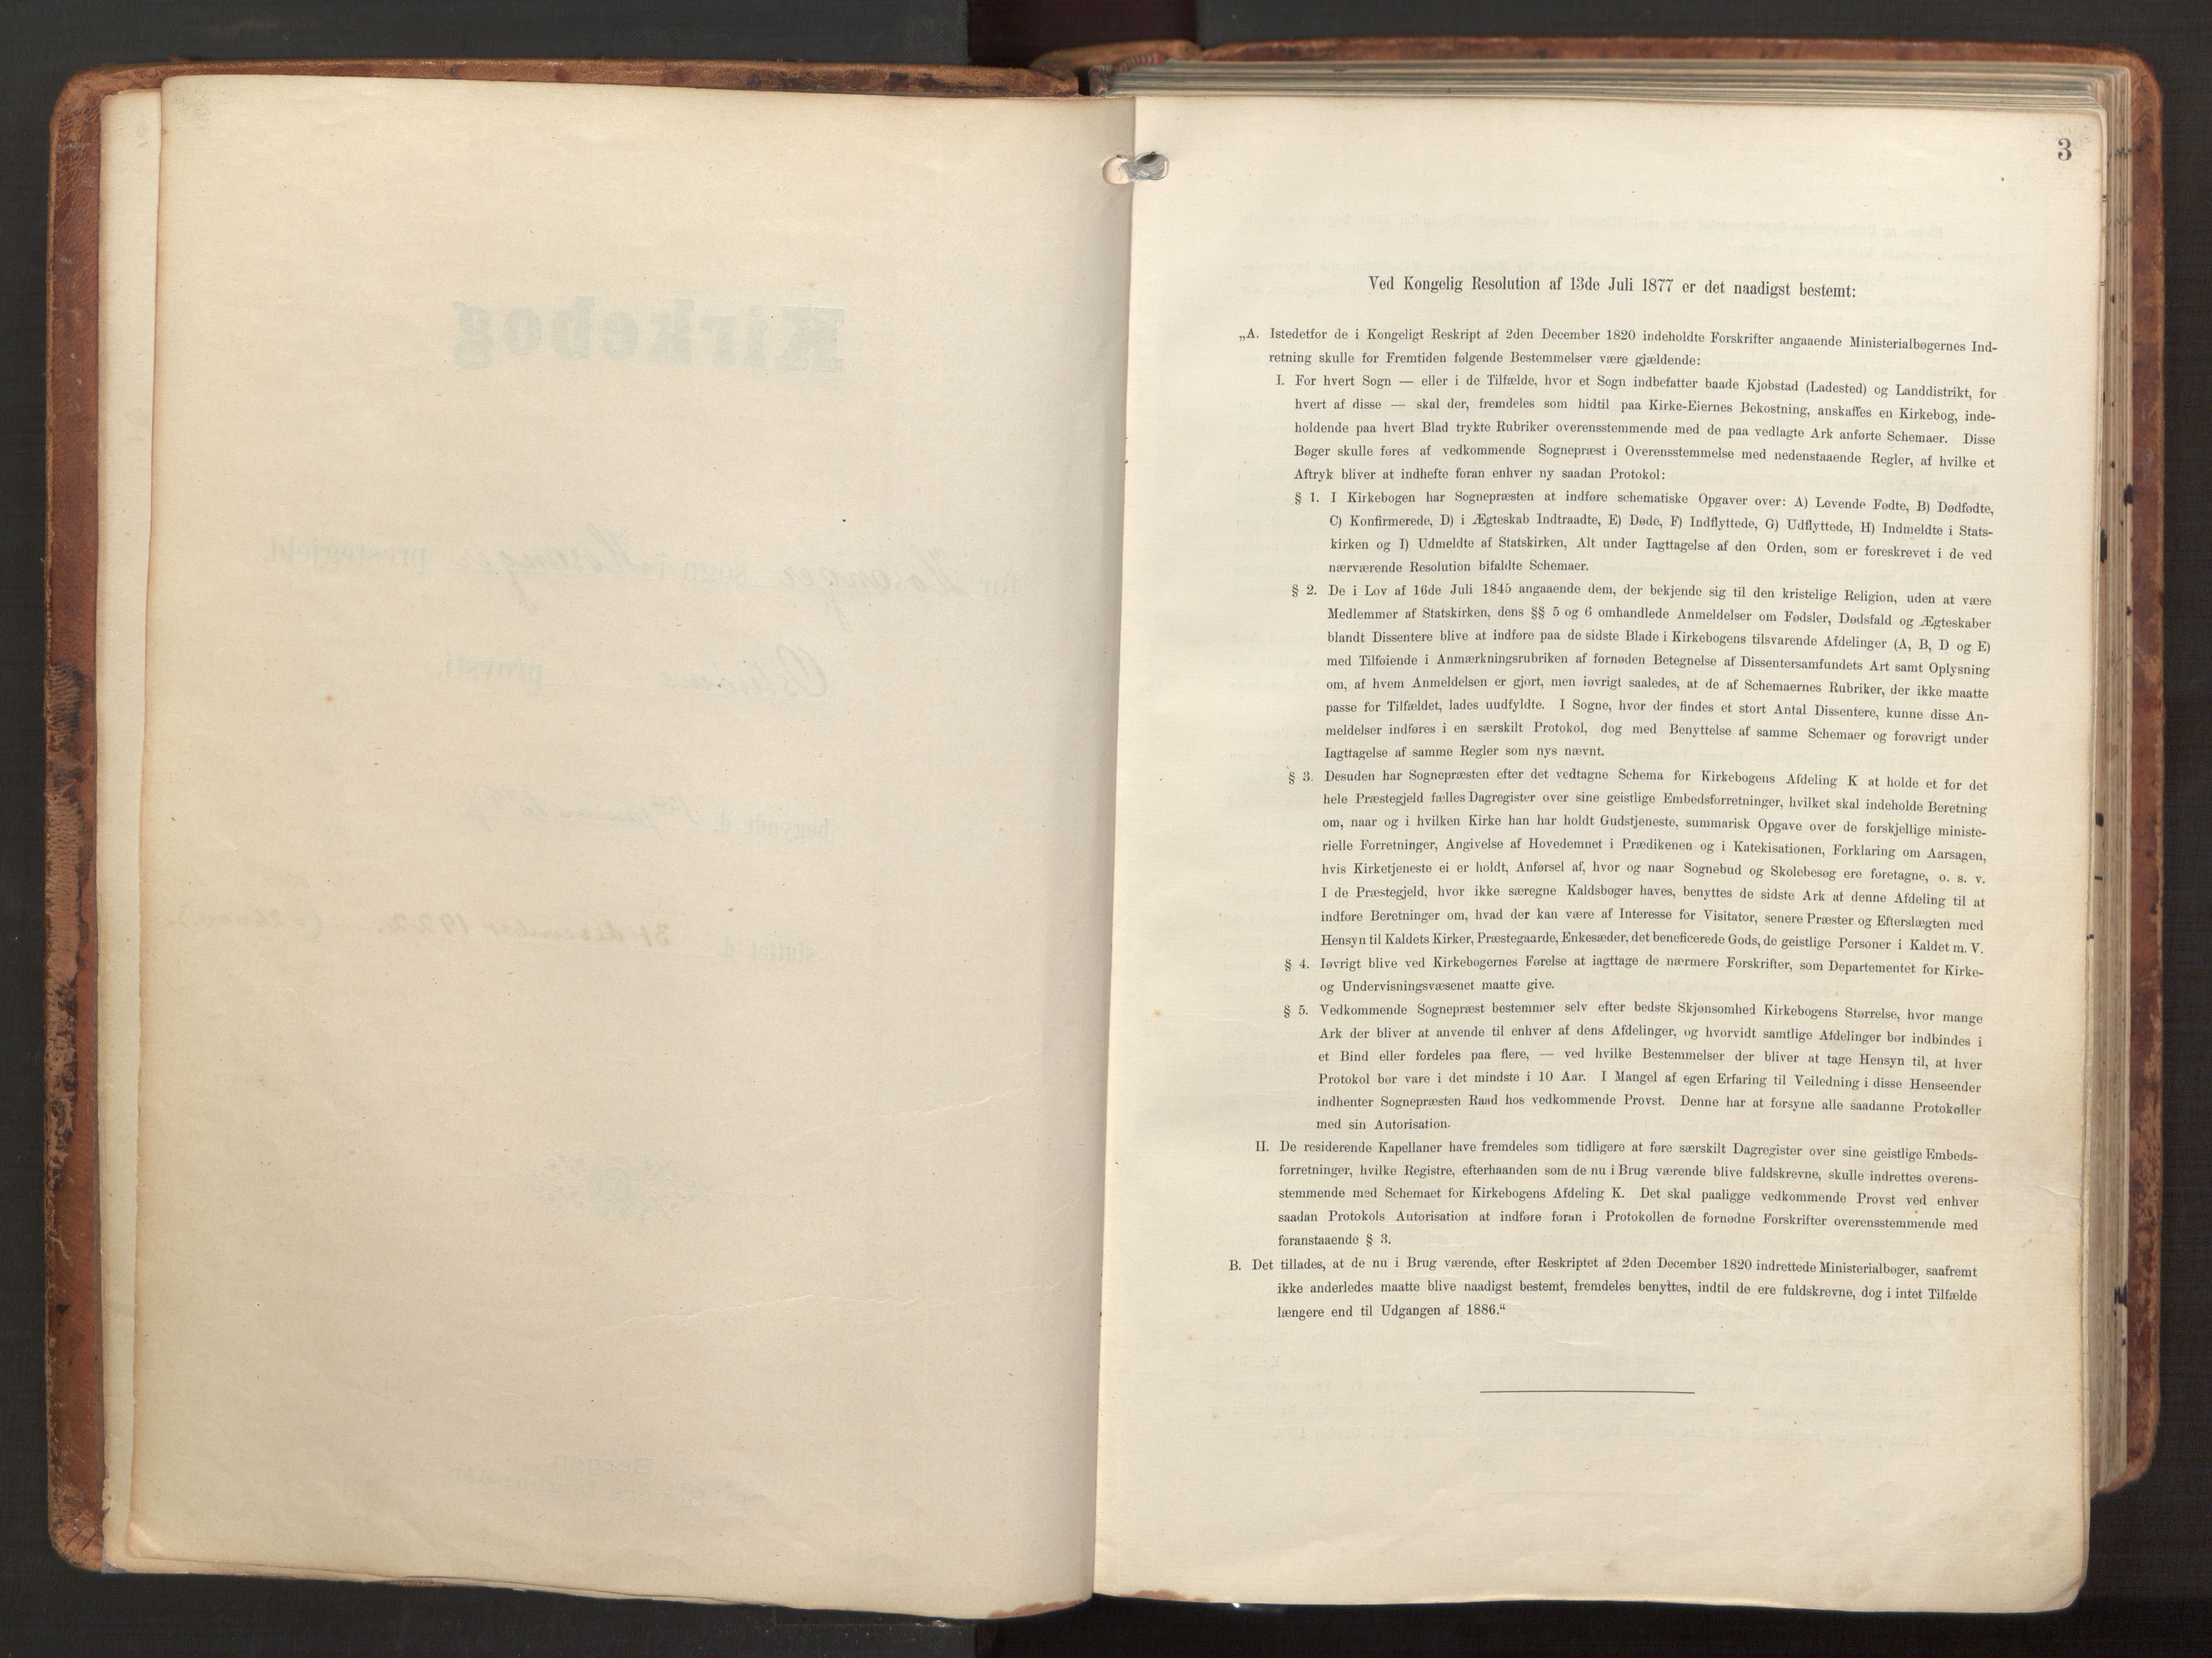 3
Ved Kongelig Resolution af 13de Juli 1877 er det naadigst bestemt:
„A. Istedetfor de i Kongeligt Reskript af 2den December 1820 indeholdte Forskrifter angaaende Ministerialbøgernes Ind-
retning skulle for Fremtiden følgende Bestemmelser være gjældende:
I. For hvert Sogn — eller i de Tilfælde, hvor et Sogn indbefatter baade Kjøbstad (Ladested) og Landdistrikt, for
hvert af disse — skal der, fremdeles som hidtil paa Kirke-Eiernes Bekostning, anskaffes en Kirkebog, inde-
holdende paa hvert Blad trykte Rubriker overensstemmende med de paa vedlagte Ark anførte Schemaer. Disse
Bøger skulle føres af vedkommende Sognepræst i Overensstemmelse med nedenstaaende Regler, af hvilke et
Aftryk bliver at indhefte foran enhver ny saadan Protokol:
§ 1. I Kirkebogen har Sognepræsten at indføre schematiske Opgaver over: A) Levende Fødte, B) Dødfødte,
C) Konfirmerede, D) i Ægteskab Indtraadte, E) Døde, F) Indflyttede, G) Udflyttede, H) Indmeldte i Stats-
kirken og I) Udmeldte af Statskirken, Alt under Iagttagelse af den Orden, som er foreskrevet i de ved
nærværende Resolution bifaldte Schemaer.
§ 2. De i Lov af 16de Juli 1845 angaaende dem, der bekjende sig til den kristelige Religion, uden at være
Medlemmer af Statskirken, dens §§ 5 og 6 omhandlede Anmeldelser om Fødsler, Dødsfald og Ægteskaber
blandt Dissentere blive at indføre paa de sidste Blade i Kirkebogens tilsvarende Afdelinger (A, B, D og E)
med Tilføiende i Anmærkningsrubriken af fornøden Betegnelse af Dissentersamfundets Art samt Oplysning
om, af hvem Anmeldelsen er gjort, men iøvrigt saaledes, at de af Schemaernes Rubriker, der ikke maatte
passe for Tilfældet, lades uudfyldte. I Sogne, hvor der findes et stort Antal Dissentere, kunne disse An-
meldelser indføres i en særskilt Protokol, dog med Benyttelse af samme Schemaer og forøvrigt under
Iagttagelse af samme Regler som nys nævnt.
§ 3. Desuden har Sognepræsten efter det vedtagne Schema for Kirkebogens Afdeling K at holde et for det
hele Præstegjeld fælles Dagregister over sine geistlige Embedsforretninger, hvilket skal indeholde Beretning
om, naar og i hvilken Kirke han har holdt Gudstjeneste, summarisk Opgave over de forskjellige ministe-
rielle Forretninger, Angivelse af Hovedemnet i Prædikenen og i Katekisationen, Forklaring om Aarsagen,
hvis Kirketjeneste ei er holdt, Anførsel af, hvor og naar Sognebud og Skolebesøg ere foretagne, o. s. v.
I de Præstegjeld, hvor ikke særegne Kaldsbøger haves, benyttes de sidste Ark af denne Afdeling til at
indføre Beretninger om, hvad der kan være af Interesse for Visitator, senere Præster og Efterslægten med
Hensyn til Kaldets Kirker, Præstegaarde, Enkesæder, det beneficerede Gods, de geistlige Personer i Kaldet m. V.
§ 4. Iøvrigt blive ved Kirkebøgernes Førelse at iagttage de nærmere Forskrifter, som Departementet for Kirke-
og Undervisningsvæsenet maatte give.
§ 5. Vedkommende Sognepræst bestemmer selv efter bedste Skjønsomhed Kirkebogens Størrelse, hvor mange
Ark der bliver at anvende til enhver af dens Afdelinger, og hvorvidt samtlige Afdelinger bør indbindes i
et Bind eller fordeles paa flere, — ved hvilke Bestemmelser der bliver at tage Hensyn til, at hver
Protokol bør vare i det mindste i 10 Aar. I Mangel af egen Erfaring til Veiledning i disse Henseender
indhenter Sognepræsten Raad hos vedkommende Provst. Denne har at forsyne alle saadanne Protokoller
med sin Autorisation.
II. De residerende Kapellaner have fremdeles som tidligere at føre særskilt Dagregister over sine geistlige Embeds-
forretninger, hvilke Registre, efterhaanden som de nu i Brug værende blive fuldskrevne, skulle indrettes overens-
stemmende med Schemaet for Kirkebogens Afdeling K. Det skal paaligge vedkommende Provst ved enhver
saadan Protokols Autorisation at indføre foran i Protokollen de fornødne Forskrifter overensstemmende med
foranstaaende § 3.
B. Det tillades, at de nu i Brug værende, efter Reskriptet af 2den December 1820 indrettede Ministerialbøger, saafremt
ikke anderledes maatte blive naadigst bestemt, fremdeles benyttes, indtil de ere fuldskrevne, dog i intet Tilfælde
længere end til Udgangen af 1886.“